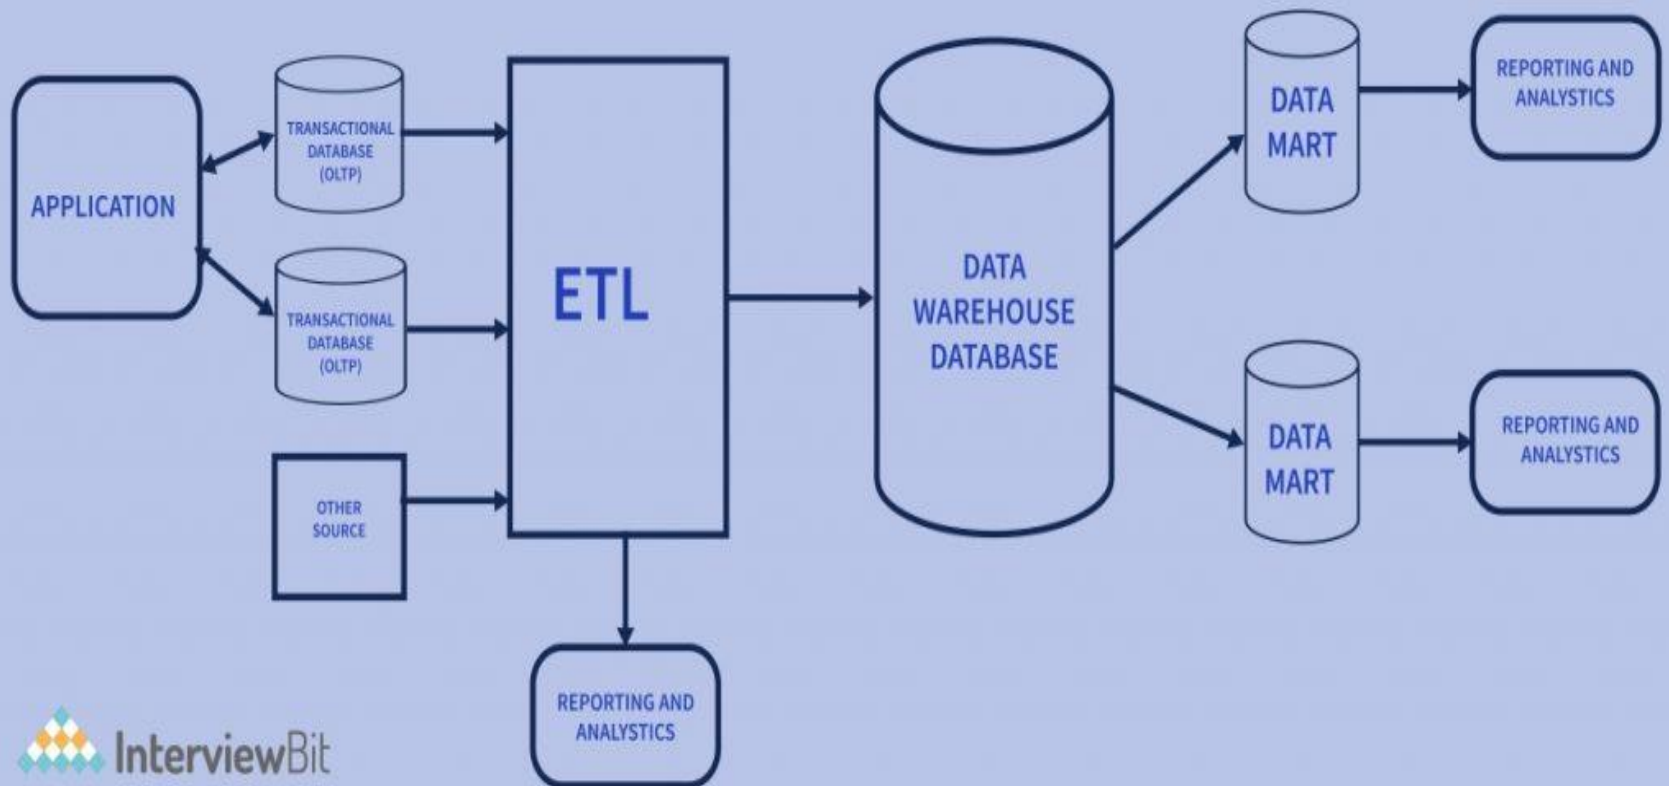 APPLICATION
TRANSACTIONAL
DATABASE
(OLTP)
TRANSACTIONAL
DATABASE
(OLTP)
OTHER
SOURCE
ETL
REPORTING AND
ANALYSTICS
DATA
WAREHOUSE
DATABASE
DATA
MART
REPORTING AND
ANALYSTICS
DATA
MART
REPORTING AND
ANALYSTICS
InterviewBit